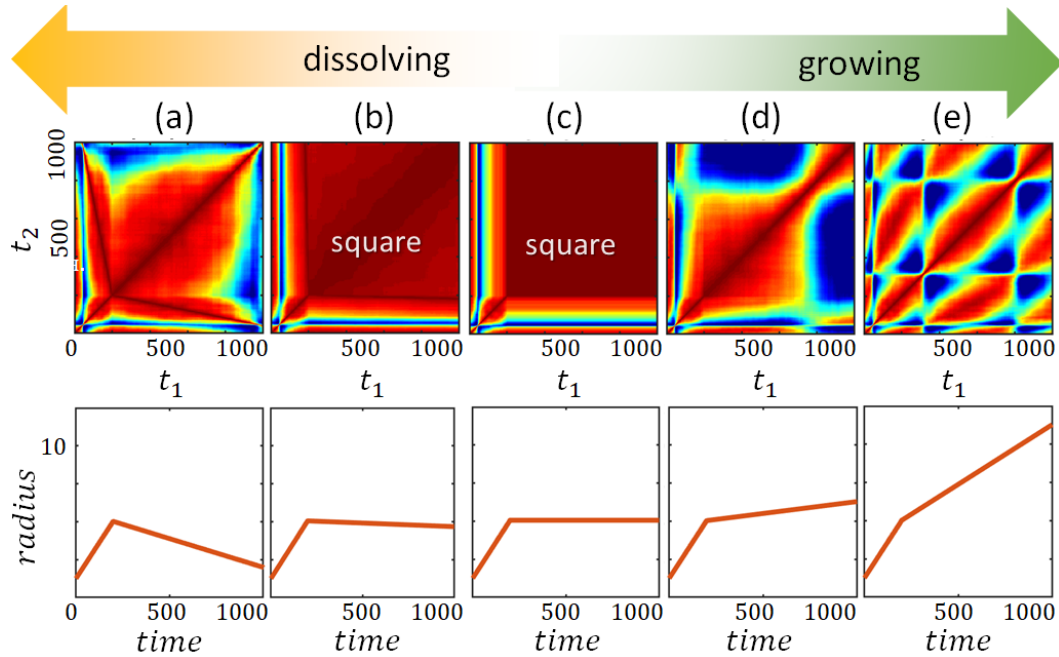 dissolving growing
(a) (b) (c) (d) (e)
1000
500
t₂
H.
square square
0 500 1000 500 1000 500 1000 500 1000 500 1000
t₁ t₁ t₁ t₁ t₁
10
radius
0 500 1000 500 1000 500 1000 500 1000 500 1000
time time time time time